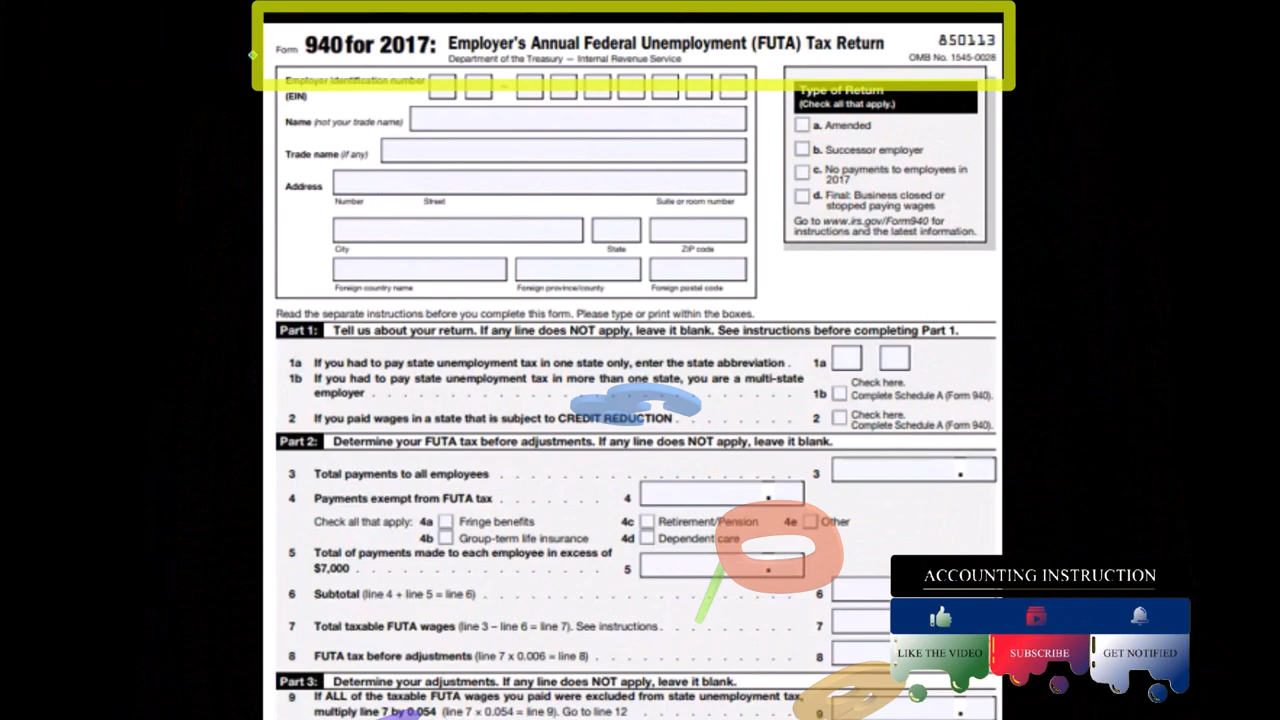 Form 940 for 2017: Employer's Annual Federal Unemployment (FUTA) Tax Return 850113
Department of the Treasury — Internal Revenue Service OMB No. 1545-0028
Employer identification number
(EIN) –
Name (not your trade name)
Trade name (if any)
Address
Number Street Suite or room number
City State ZIP code
Foreign country name Foreign province/county Foreign postal code
Type of Return
(Check all that apply.)
a. Amended
b. Successor employer
c. No payments to employees in
2017
d. Final: Business closed or
stopped paying wages
Go to www.irs.gov/Form940 for
instructions and the latest information.
Read the separate instructions before you complete this form. Please type or print within the boxes.
Part 1: Tell us about your return. If any line does NOT apply, leave it blank. See instructions before completing Part 1.
1a If you had to pay state unemployment tax in one state only, enter the state abbreviation . 1a
1b If you had to pay state unemployment tax in more than one state, you are a multi-state
employer . . . . . . . . . . . . . . . . . . . . 1b Check here.
Complete Schedule A (Form 940).
2 If you paid wages in a state that is subject to CREDIT REDUCTION . . . . . . 2 Check here.
Complete Schedule A (Form 940).
Part 2: Determine your FUTA tax before adjustments. If any line does NOT apply, leave it blank.
3 Total payments to all employees . . . . . . . . . . . . . . 3 .
4 Payments exempt from FUTA tax . . . . . . 4 .
Check all that apply: 4a Fringe benefits 4c Retirement/Pension 4e Other
4b Group-term life insurance 4d Dependent care
5 Total of payments made to each employee in excess of
$7,000 . . . . . . . . . . . . . 5 .
6 Subtotal (line 4 + line 5 = line 6) . . . . . . . . . . . . . . 6
7 Total taxable FUTA wages (line 3 – line 6 = line 7). See instructions . . . . . . . 7
8 FUTA tax before adjustments (line 7 x 0.006 = line 8) . . . . . . . . . . 8
Part 3: Determine your adjustments. If any line does NOT apply, leave it blank.
9 If ALL of the taxable FUTA wages you paid were excluded from state unemployment tax,
multiply line 7 by 0.054 (line 7 x 0.054 = line 9). Go to line 12 . . . . . . . . 9 .
ACCOUNTING INSTRUCTION
LIKE THE VIDEO SUBSCRIBE GET NOTIFIED